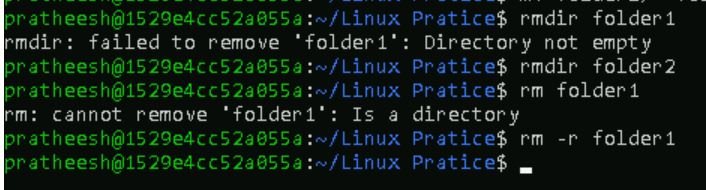 pratheesh@1529e4cc52a055a:~/Linux Pratice$ rmdir folder1
rmdir: failed to remove 'folder1': Directory not empty
pratheesh@1529e4cc52a055a:~/Linux Pratice$ rmdir folder2
pratheesh@1529e4cc52a055a:~/Linux Pratice$ rm folder1
rm: cannot remove 'folder1': Is a directory
pratheesh@1529e4cc52a055a:~/Linux Pratice$ rm -r folder1
pratheesh@1529e4cc52a055a:~/Linux Pratice$